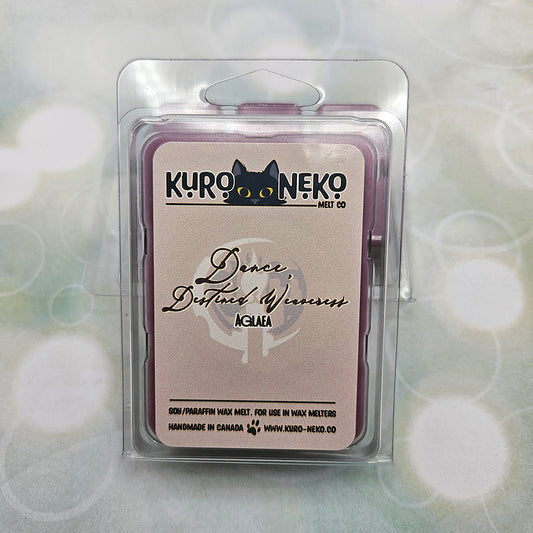 KURO NEKO
MELT CO
Dance,
Destined Weaveress
AGLAEA
SOY/PARAFFIN WAX MELT, FOR USE IN WAX MELTERS
HANDMADE IN CANADA WWW.KURO-NEKO.CO